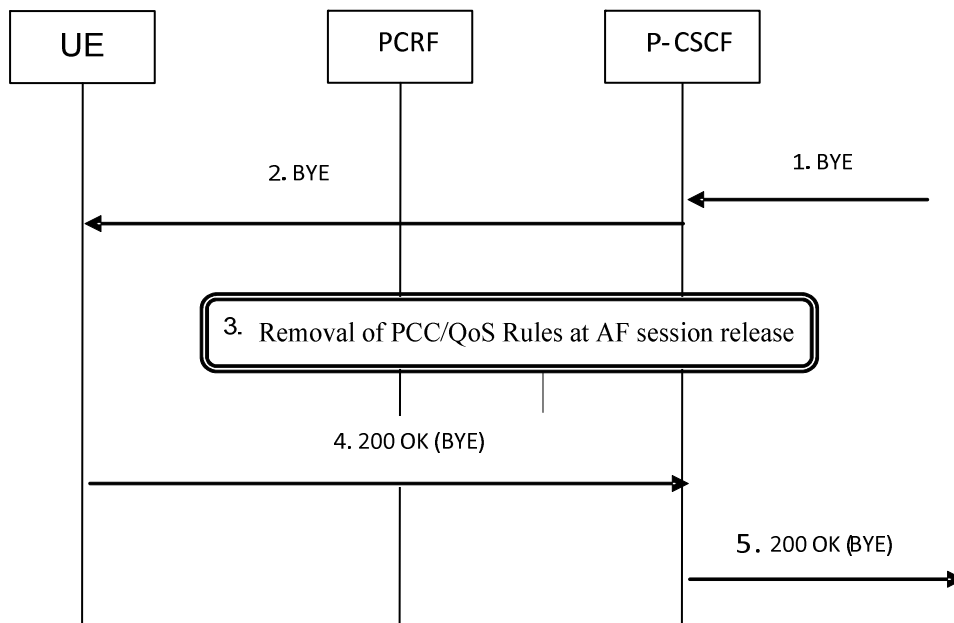 UE
PCRF
P-CSCF
1. BYE
2. BYE
3. Removal of PCC/QoS Rules at AF session release
4. 200 OK (BYE)
5. 200 OK (BYE)